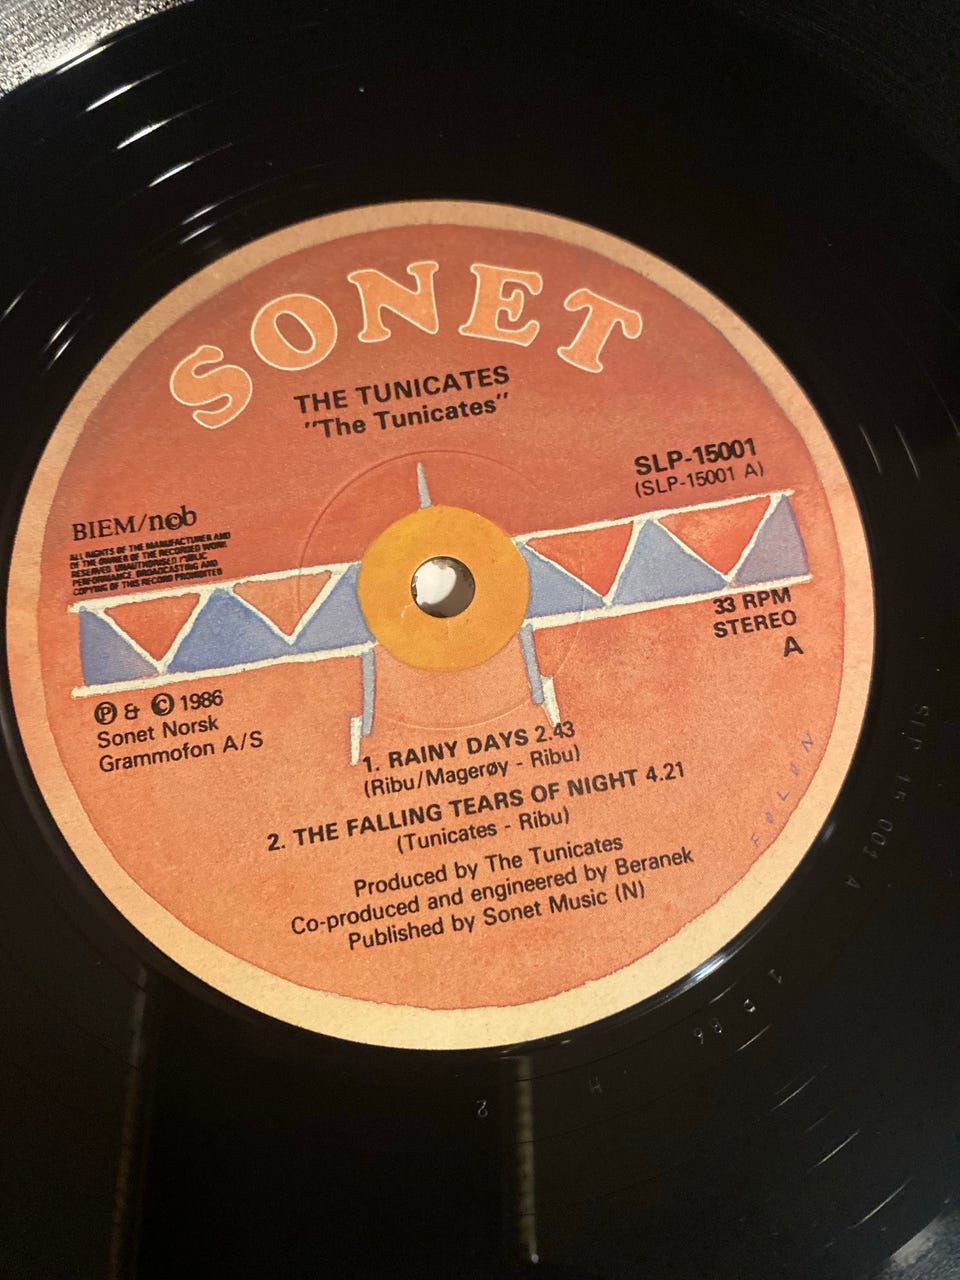 SONET
THE TUNICATES
"The Tunicates"
SLP-15001
(SLP-15001 A)
BIEM/n©b
ALL RIGHTS OF THE MANUFACTURER AND
OF THE OWNER OF THE RECORDED WORK
RESERVED. UNAUTHORISED PUBLIC
PERFORMANCE BROADCASTING AND
COPYING OF THIS RECORD PROHIBITED
33 RPM
STEREO
A
℗ & © 1986
Sonet Norsk
Grammofon A/S
1. RAINY DAYS 2.43
(Ribu/Magerøy - Ribu)
2. THE FALLING TEARS OF NIGHT 4.21
(Tunicates - Ribu)
Produced by The Tunicates
Co-produced and engineered by Beranek
Published by Sonet Music (N)
SLP 15 001 A